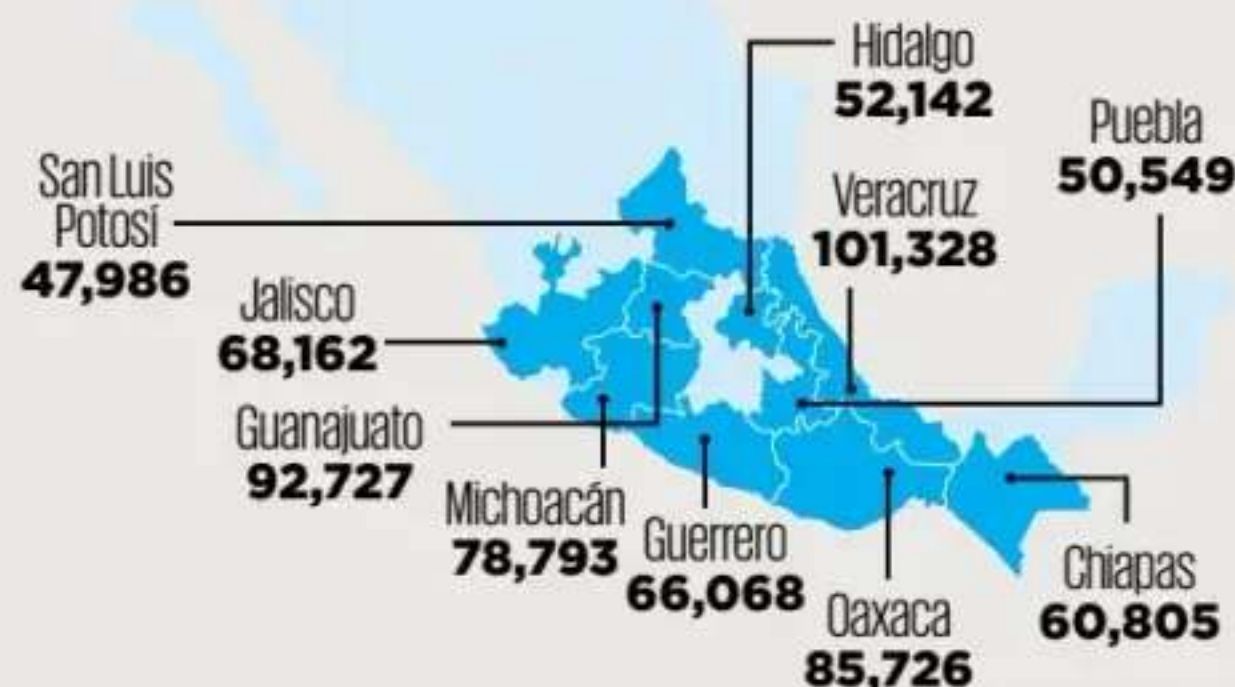 Hidalgo
52,142
Puebla
50,549
San Luis
Potosí
47,986
Veracruz
101,328
Jalisco
68,162
Guanajuato
92,727
Michoacán
78,793
Guerrero
66,068
Oaxaca
85,726
Chiapas
60,805